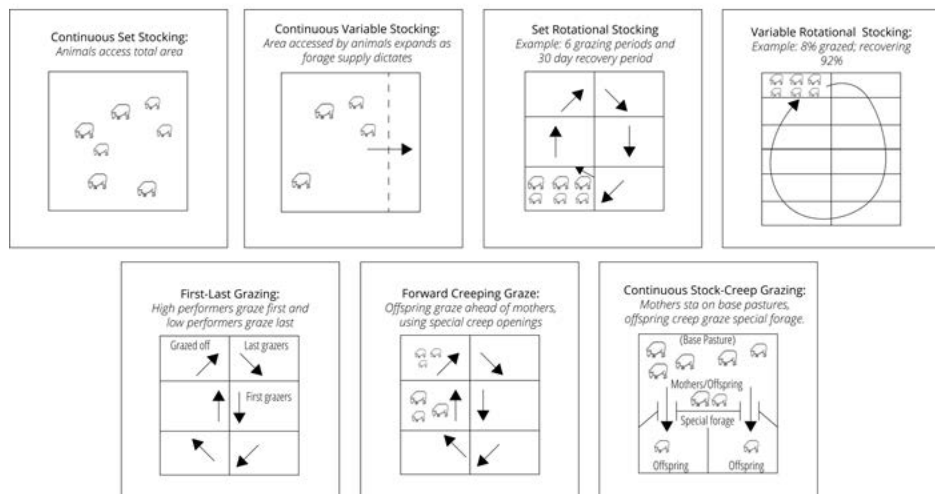 Continuous Set Stocking:
Animals access total area
Continuous Variable Stocking:
Area accessed by animals expands as
forage supply dictates
Set Rotational Stocking
Example: 6 grazing periods and
30 day recovery period
Variable Rotational Stocking:
Example: 8% grazed; recovering
92%
First-Last Grazing:
High performers graze first and
low performers graze last
Grazed off
Last grazers
First grazers
Forward Creeping Graze:
Offspring graze ahead of mothers,
using special creep openings
Continuous Stock-Creep Grazing:
Mothers sta on base pastures,
offspring creep graze special forage.
(Base Pasture)
Mothers/Offspring
Special forage
Offspring
Offspring